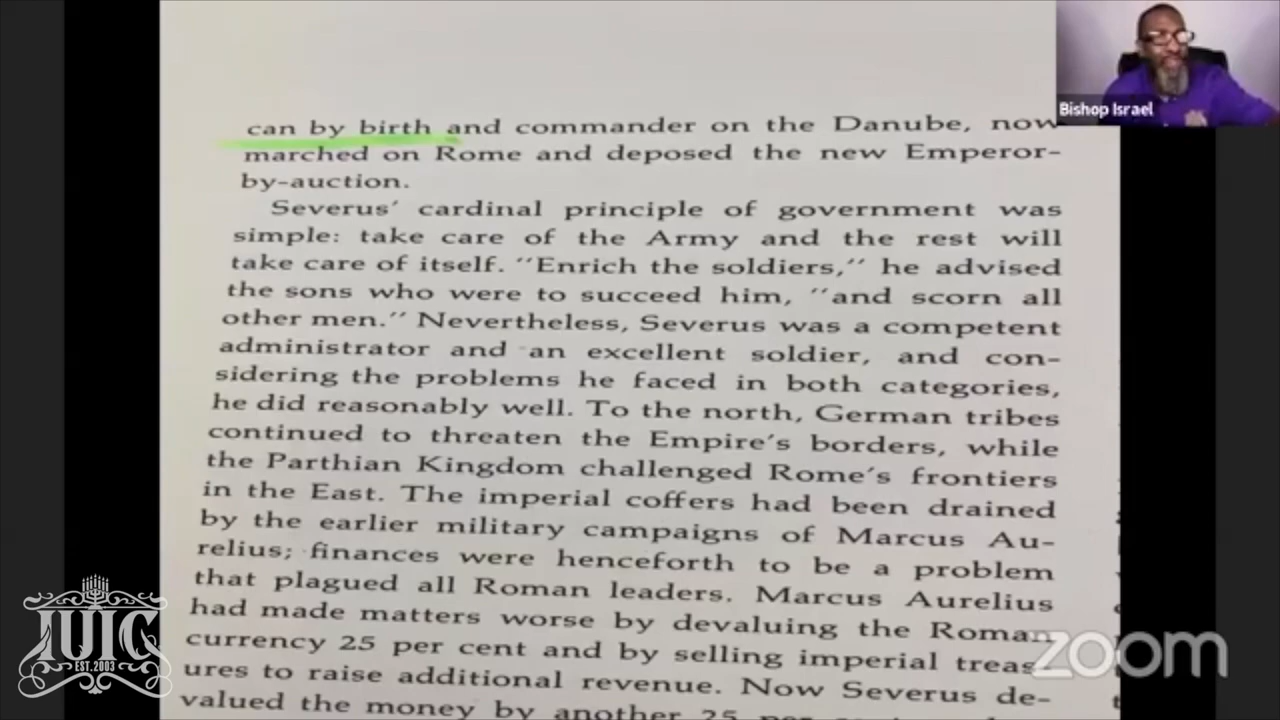 Bishop Israel
can by birth and commander on the Danube, now
marched on Rome and deposed the new Emperor-
by-auction.
Severus' cardinal principle of government was
simple: take care of the Army and the rest will
take care of itself. "Enrich the soldiers," he advised
the sons who were to succeed him, "and scorn all
other men." Nevertheless, Severus was a competent
administrator and an excellent soldier, and con-
sidering the problems he faced in both categories,
he did reasonably well. To the north, German tribes
continued to threaten the Empire's borders, while
the Parthian Kingdom challenged Rome's frontiers
in the East. The imperial coffers had been drained
by the earlier military campaigns of Marcus Au-
relius; finances were henceforth to be a problem
that plagued all Roman leaders. Marcus Aurelius
had made matters worse by devaluing the Roman
currency 25 per cent and by selling imperial treas-
ures to raise additional revenue. Now Severus de-
valued the money by another 25 per
IUIC
EST. 2003
zoom